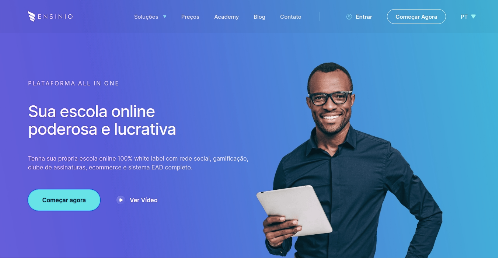 ENSINIO
Soluções
Preços
Academy
Blog
Contato
Entrar
Começar Agora
PT
PLATAFORMA ALL IN ONE
Sua escola online
poderosa e lucrativa
Tenha sua própria escola online 100% white label com rede social, gamificação,
clube de assinaturas, ecommerce e sistema EAD completo.
Começar agora
Ver Vídeo